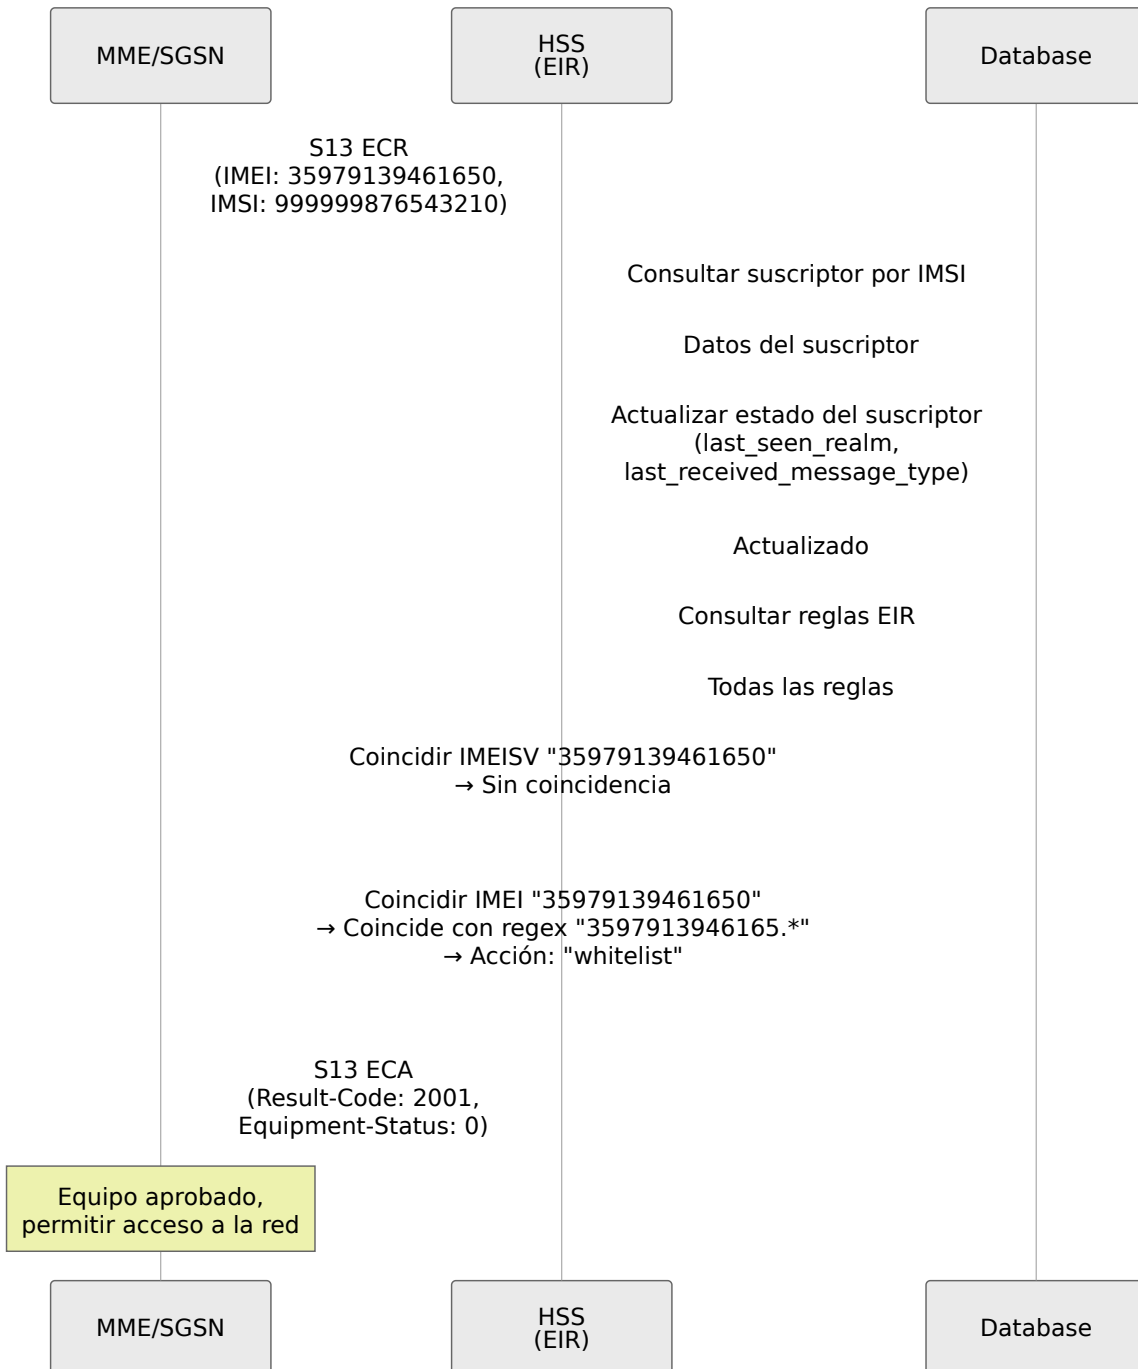 MME/SGSN
HSS
(EIR)
Database
S13 ECR
(IMEI: 35979139461650,
IMSI: 999999876543210)
Consultar suscriptor por IMSI
Datos del suscriptor
Actualizar estado del suscriptor
(last_seen_realm,
last_received_message_type)
Actualizado
Consultar reglas EIR
Todas las reglas
Coincidir IMEISV "35979139461650"
→ Sin coincidencia
Coincidir IMEI "35979139461650"
→ Coincide con regex "3597913946165.*"
→ Acción: "whitelist"
S13 ECA
(Result-Code: 2001,
Equipment-Status: 0)
Equipo aprobado,
permitir acceso a la red
MME/SGSN
HSS
(EIR)
Database